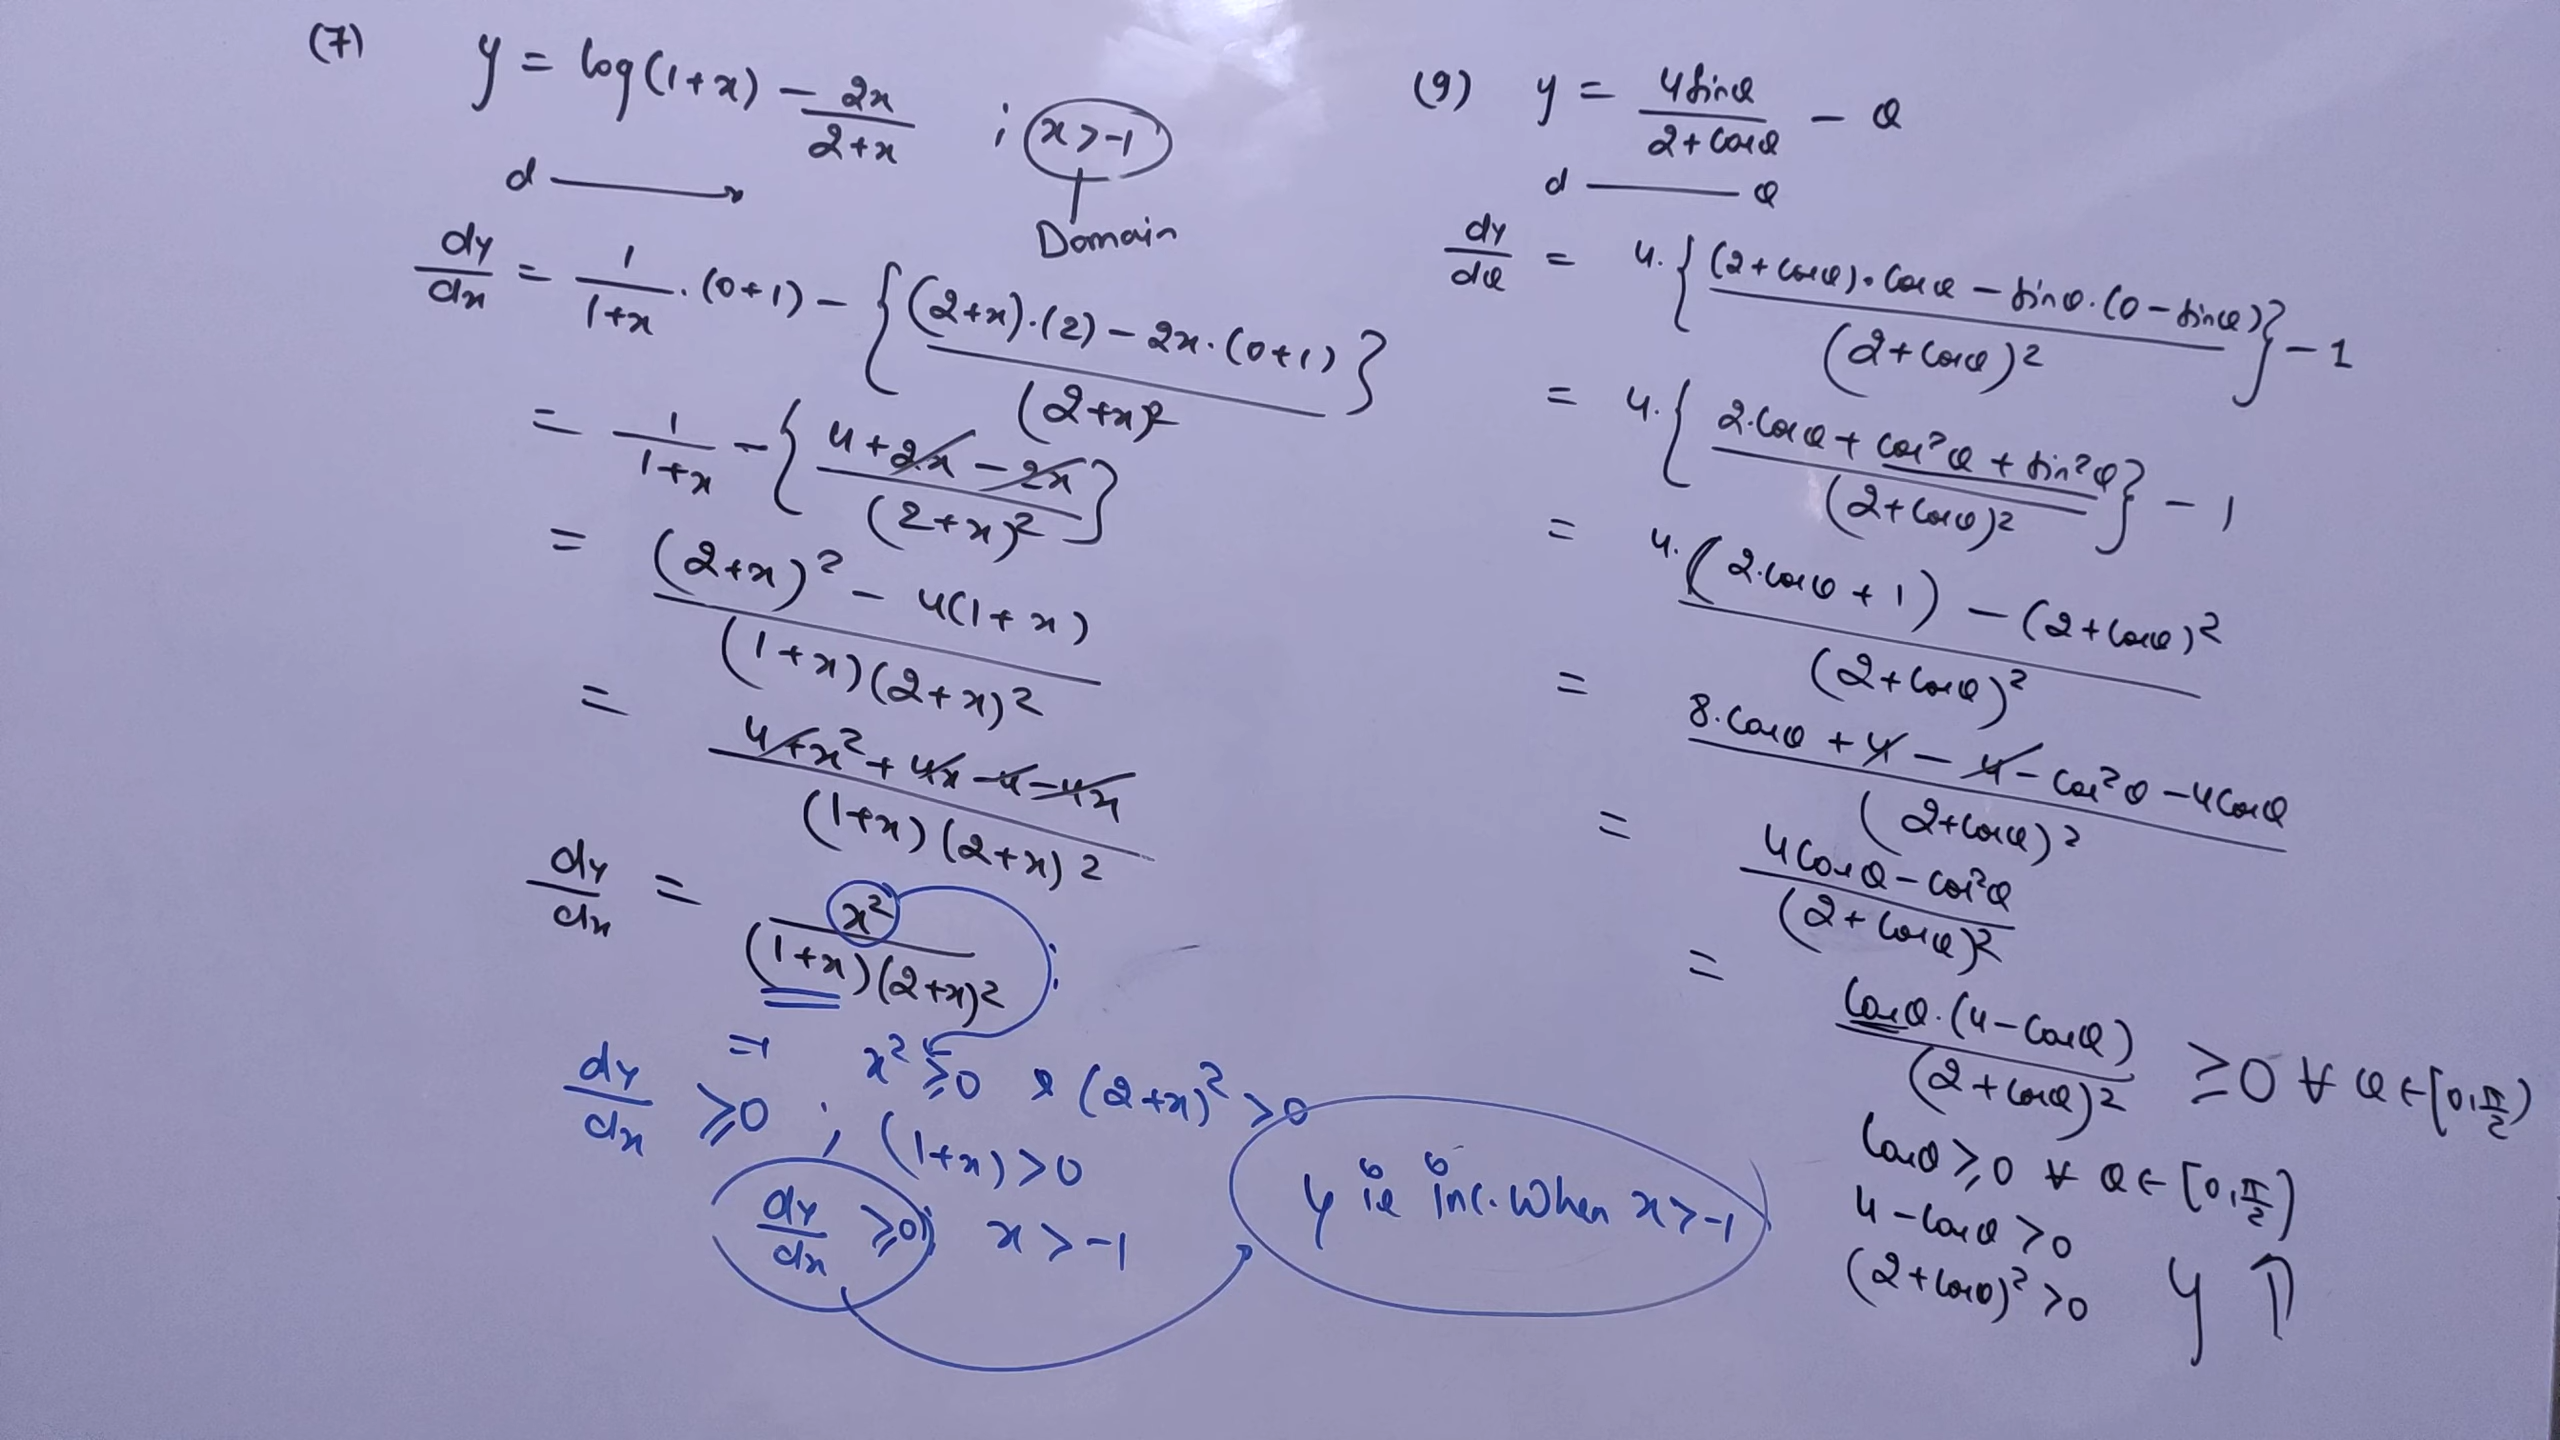 (7) y = log(1+x) - 2x/(2+x) ; x > -1
d → Domain
dy/dx = 1/(1+x) · (0+1) - { ((2+x)·(2) - 2x·(0+1)) / (2+x)² }
= 1/(1+x) - { (4 + 2x - 2x) / (2+x)² }
= ((2+x)² - 4(1+x)) / ((1+x)(2+x)²)
= (4 + x² + 4x - 4 - 4x) / ((1+x)(2+x)²)
dy/dx = x² / ((1+x)(2+x)²) ;
⇒ x² ≥ 0 & (2+x)² > 0
dy/dx ≥ 0 ; (1+x) > 0
dy/dx ≥ 0 ; x > -1
y is inc. when x > -1
(9) y = 4sinθ/(2+cosθ) - θ
d — θ
dy/dθ = 4·{ ((2+cosθ)·cosθ - sinθ·(0 - sinθ)) / (2+cosθ)² } - 1
= 4·{ (2·cosθ + cos²θ + sin²θ) / (2+cosθ)² } - 1
= (4·(2·cosθ + 1) - (2+cosθ)²) / (2+cosθ)²
= (8·cosθ + 4 - 4 - cos²θ - 4cosθ) / (2+cosθ)²
= (4cosθ - cos²θ) / (2+cosθ)²
= cosθ·(4 - cosθ) / (2+cosθ)² ≥ 0 ∀ θ ∈ [0, π/2)
cosθ ≥ 0 ∀ θ ∈ [0, π/2)
4 - cosθ > 0
(2+cosθ)² > 0 y ↑